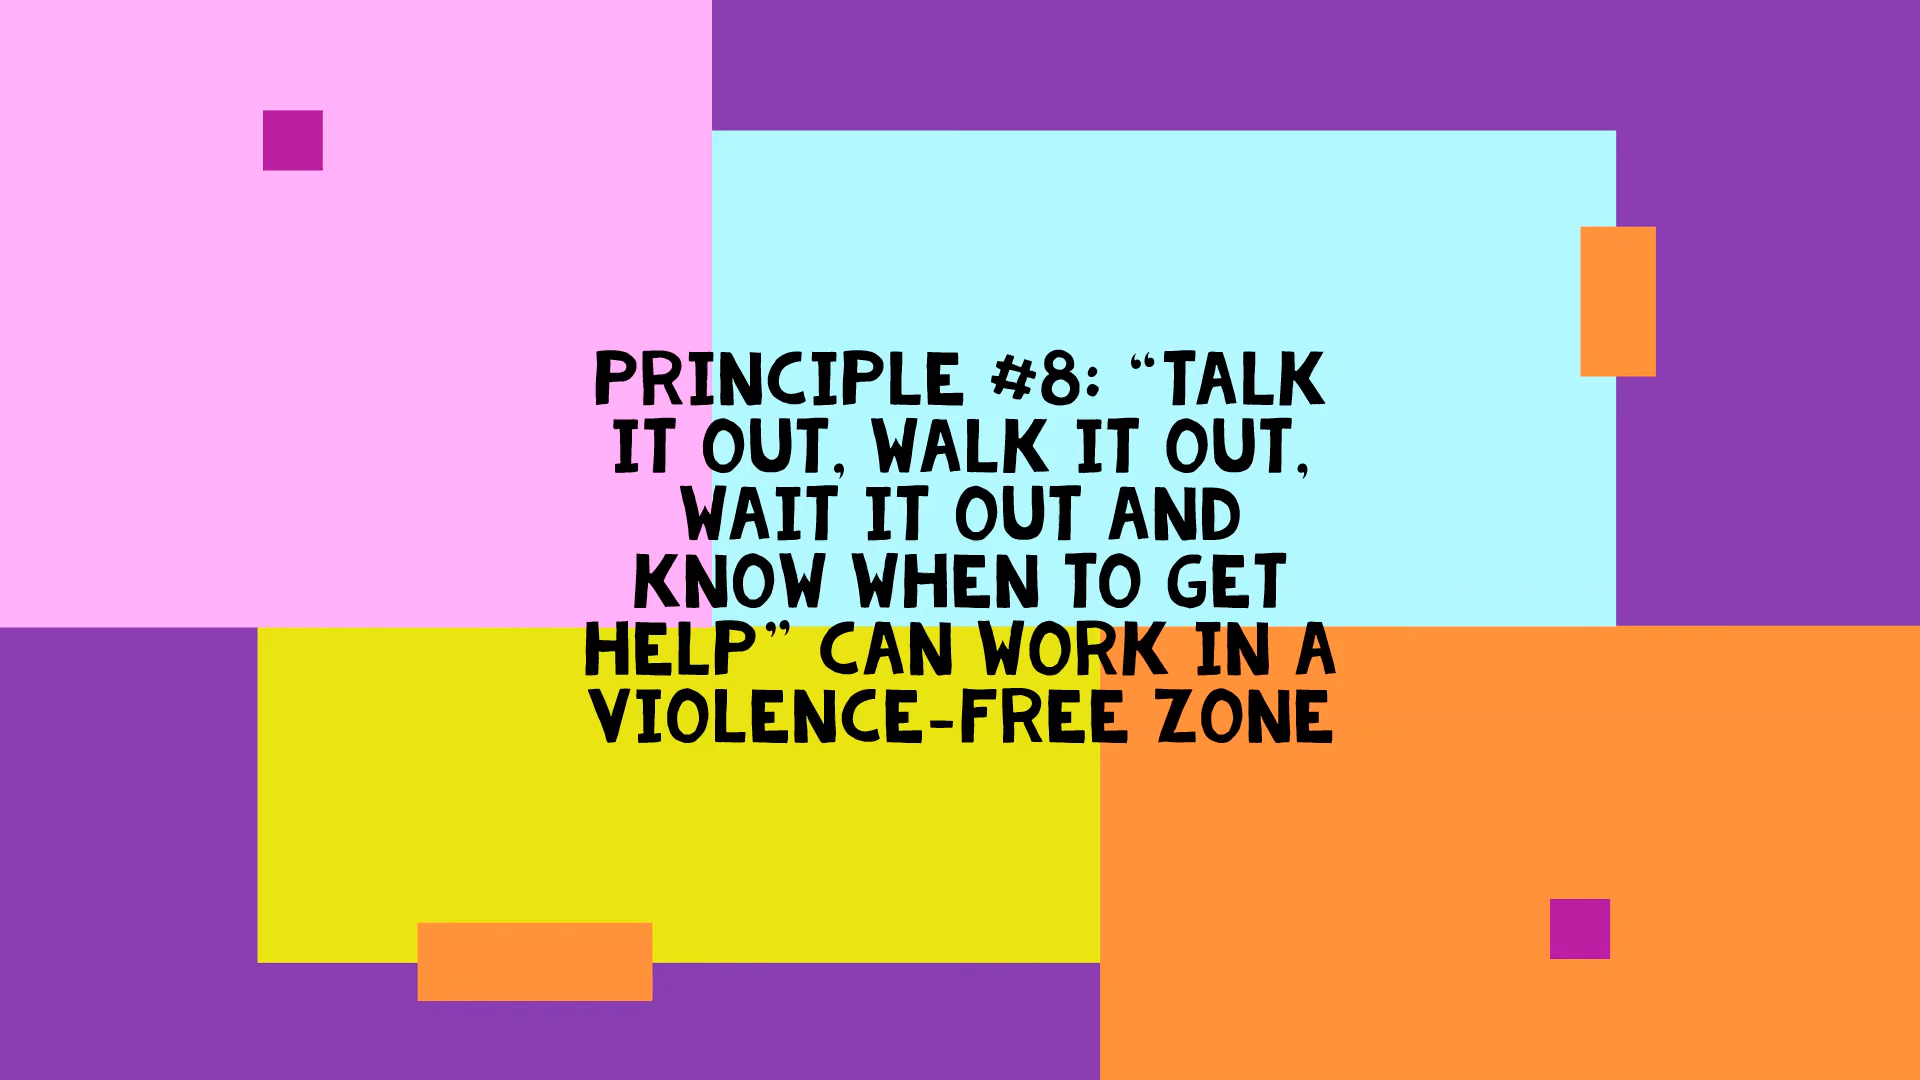 PRINCIPLE #8: “TALK
IT OUT, WALK IT OUT,
WAIT IT OUT AND
KNOW WHEN TO GET
HELP” CAN WORK IN A
VIOLENCE-FREE ZONE